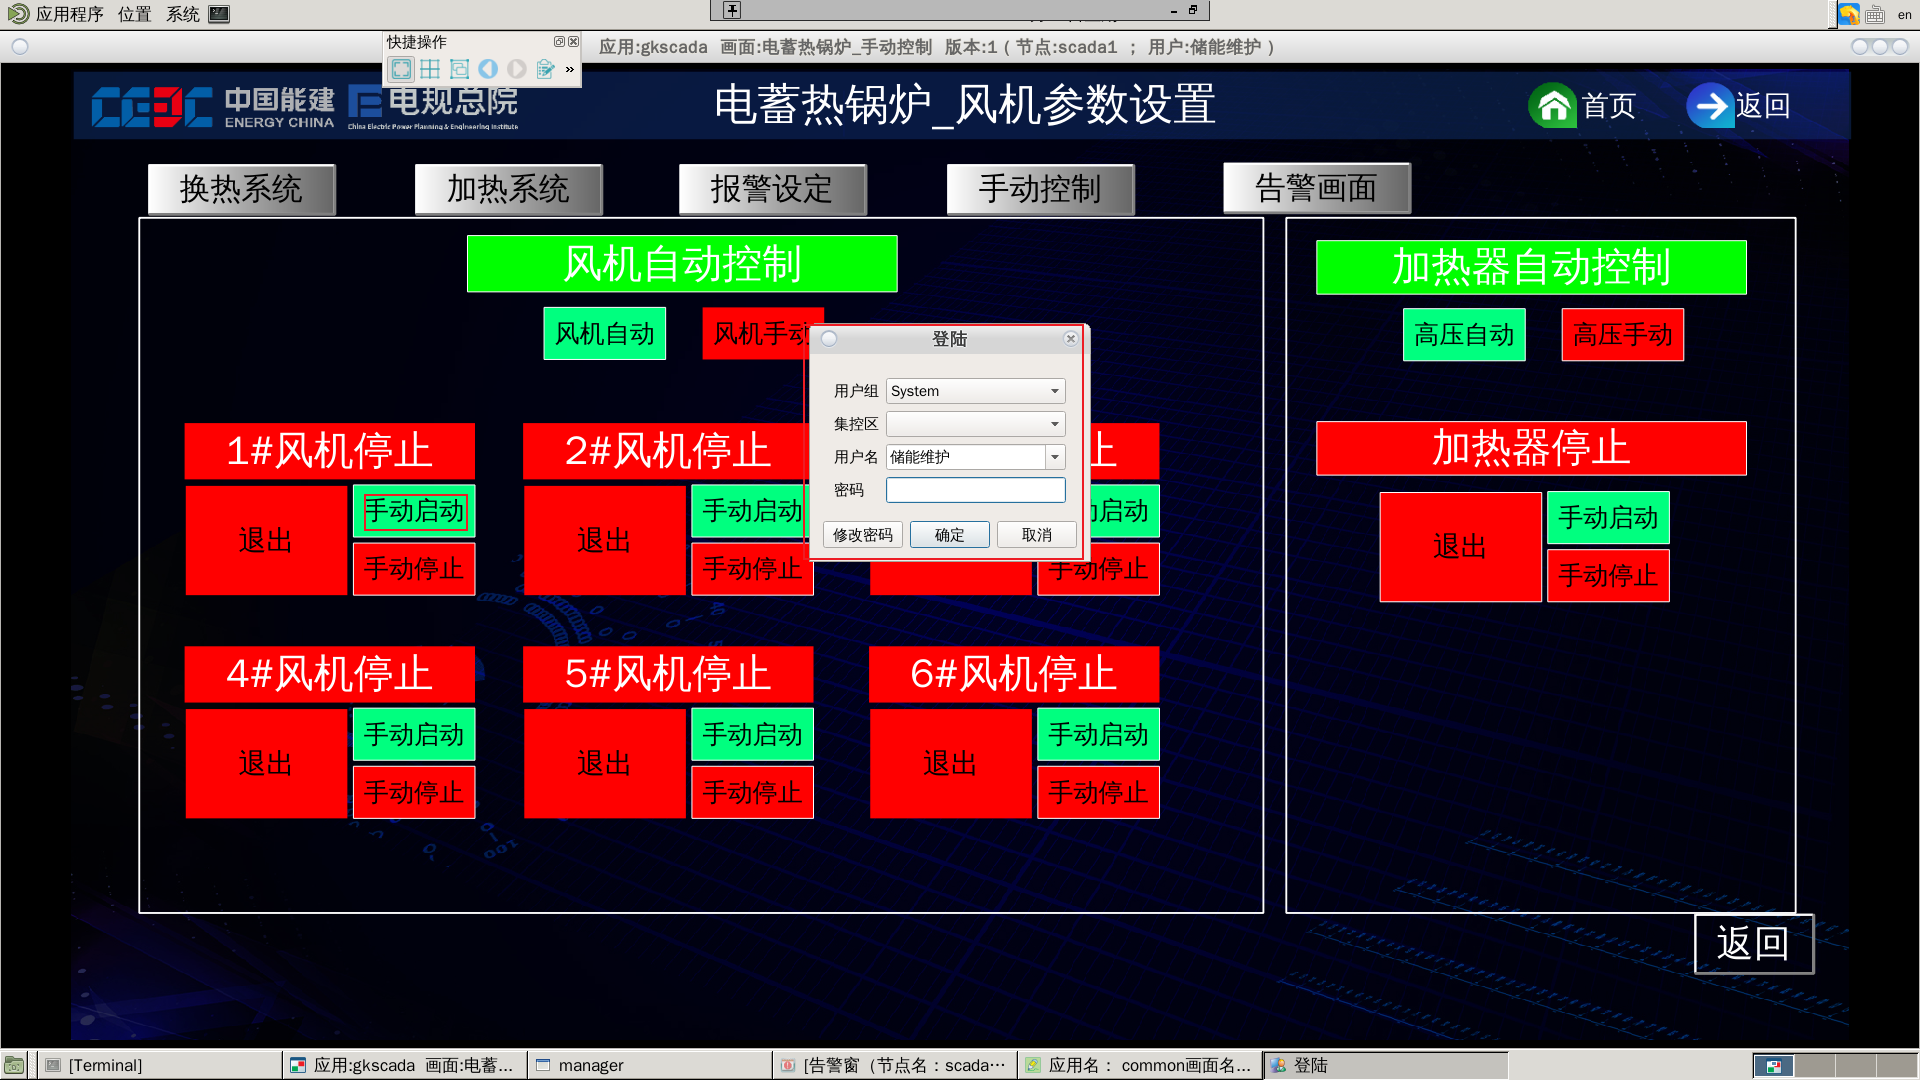 应用程序 位置 系统
en
快捷操作
应用:gkscada 画面:电蓄热锅炉_手动控制 版本:1 ( 节点:scada1 ; 用户:储能维护 )
»
CEEC 中国能建 ENERGY CHINA
电规总院
China Electric Power Planning & Engineering Institute
电蓄热锅炉_风机参数设置
首页
返回
换热系统
加热系统
报警设定
手动控制
告警画面
风机自动控制
加热器自动控制
风机自动
风机手动
高压自动
高压手动
登陆
用户组 System
集控区
用户名 储能维护
密码
修改密码 确定 取消
1#风机停止
2#风机停止
止
加热器停止
退出
手动启动
手动停止
退出
手动启动
手动停止
动启动
手动停止
退出
手动启动
手动停止
4#风机停止
5#风机停止
6#风机停止
退出
手动启动
手动停止
退出
手动启动
手动停止
退出
手动启动
手动停止
返回
[Terminal]
应用:gkscada 画面:电蓄...
manager
[告警窗（节点名：scada…
应用名： common画面名...
登陆